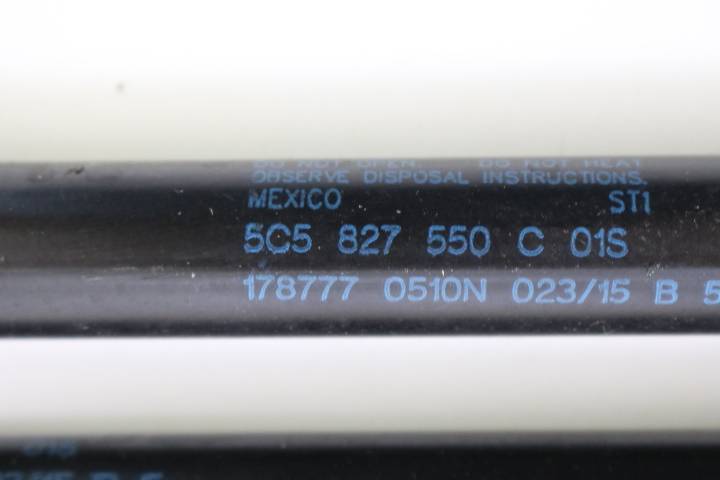 DO NOT OPEN DO NOT HEAT
OBSERVE DISPOSAL INSTRUCTIONS.
MEXICO ST1
5C5 827 550 C 01S
178777 0510N 023/15 B 5